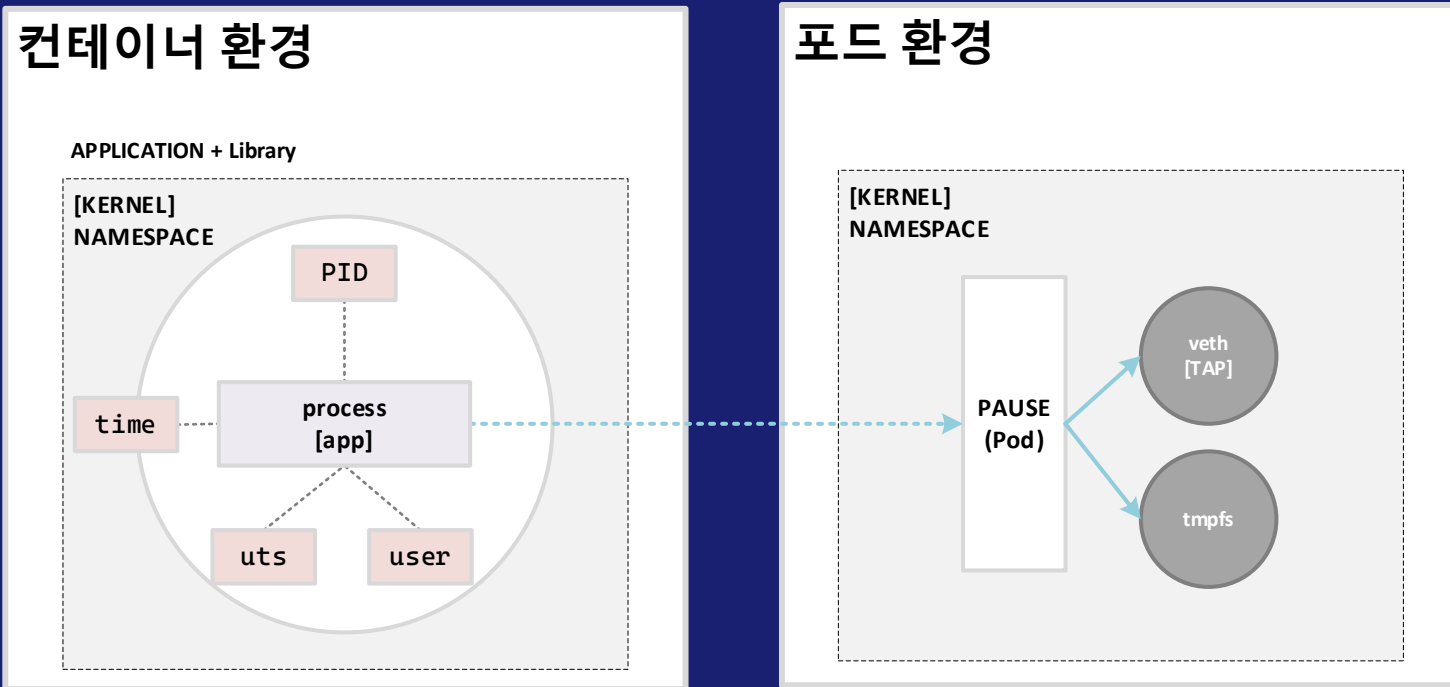 컨테이너 환경
APPLICATION + Library
[KERNEL]
NAMESPACE
PID
time
process
[app]
uts
user
포드 환경
[KERNEL]
NAMESPACE
PAUSE
(Pod)
veth
[TAP]
tmpfs